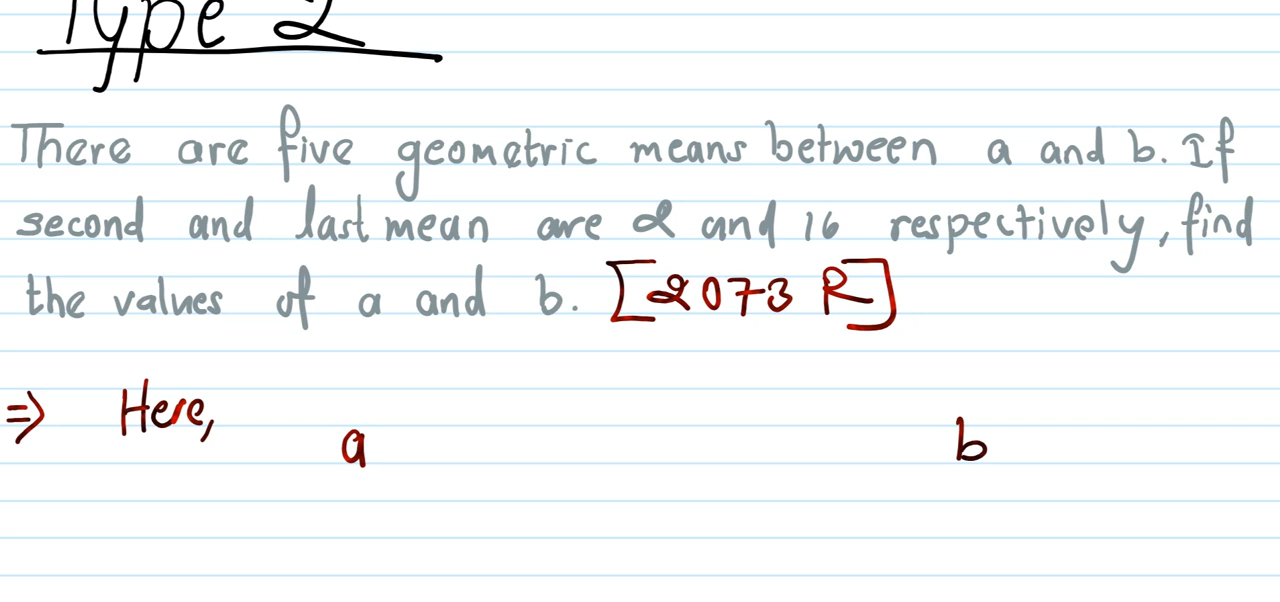 Type 2
There are five geometric means between a and b. If
second and last mean are 2 and 16 respectively, find
the values of a and b. [2073 R]
⇒ Here,
a b